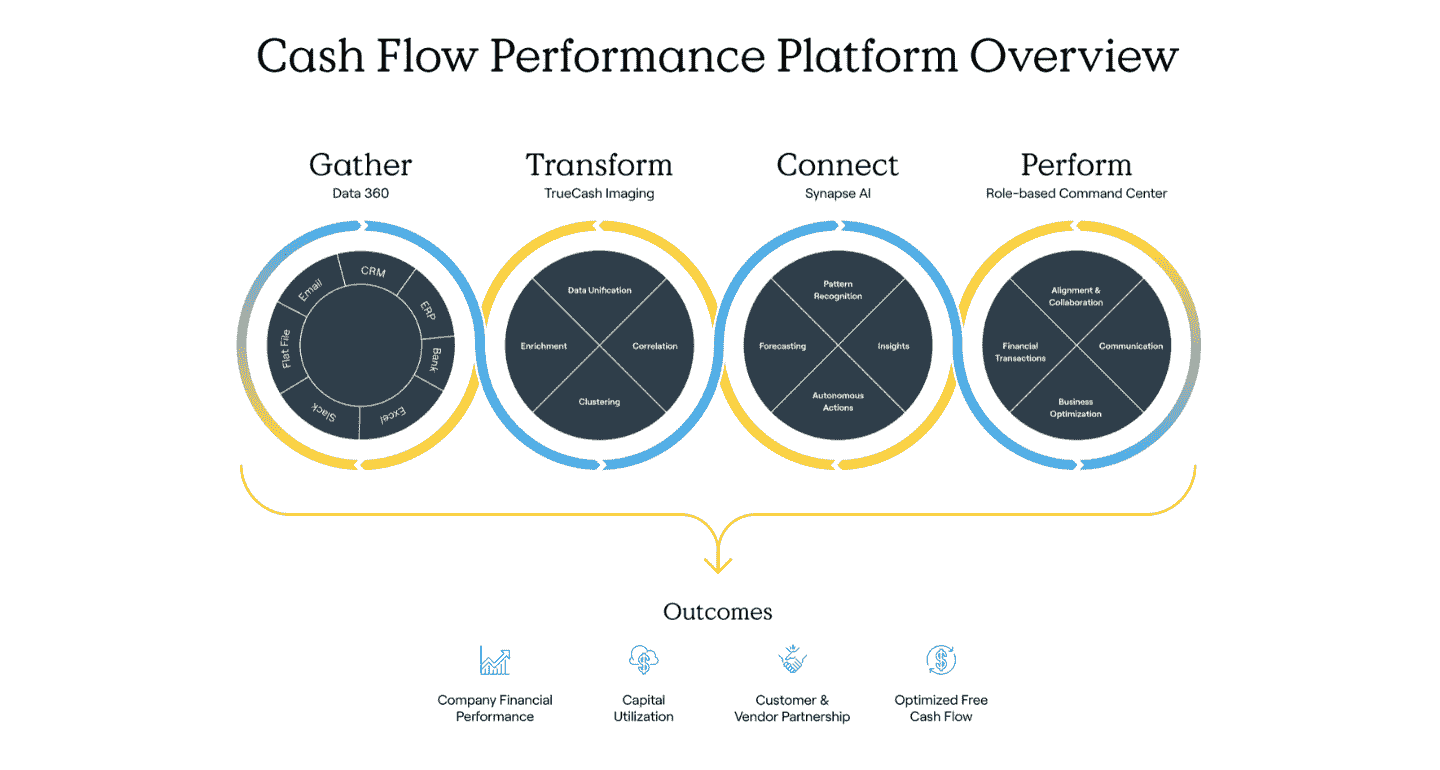 Cash Flow Performance Platform Overview
Gather
Data 360
Transform
TrueCash Imaging
Connect
Synapse AI
Perform
Role-based Command Center
CRM
ERP
Bank
Excel
Slack
Flat File
Email
Data Unification
Enrichment
Correlation
Clustering
Pattern
Recognition
Forecasting
Insights
Autonomous
Actions
Alignment &
Collaboration
Financial
Transactions
Communication
Business
Optimization
Outcomes
Company Financial
Performance
Capital
Utilization
Customer &
Vendor Partnership
Optimized Free
Cash Flow